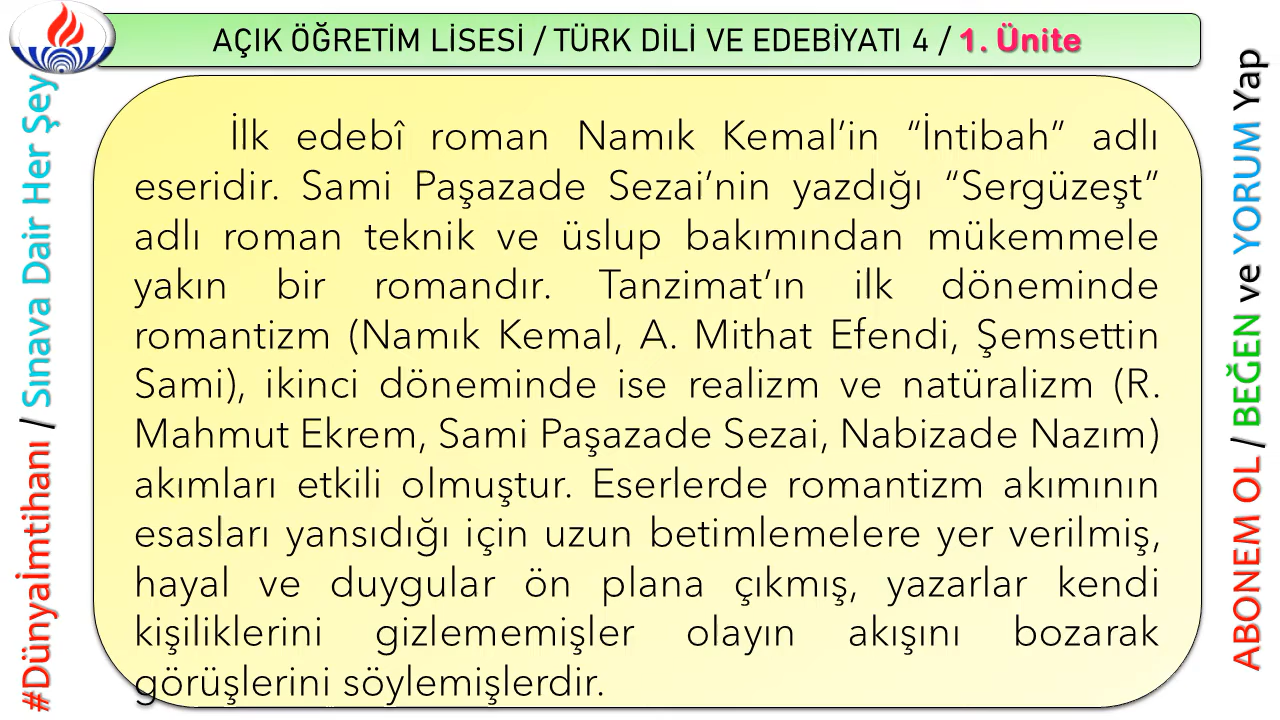 AÇIK ÖĞRETİM LİSESİ / TÜRK DİLİ VE EDEBİYATI 4 / 1. Ünite
#Dünyaİmtihanı / Sınava Dair Her Şey
İlk edebî roman Namık Kemal’in “İntibah” adlı
eseridir. Sami Paşazade Sezai’nin yazdığı “Sergüzeşt”
adlı roman teknik ve üslup bakımından mükemmele
yakın bir romandır. Tanzimat’ın ilk döneminde
romantizm (Namık Kemal, A. Mithat Efendi, Şemsettin
Sami), ikinci döneminde ise realizm ve natüralizm (R.
Mahmut Ekrem, Sami Paşazade Sezai, Nabizade Nazım)
akımları etkili olmuştur. Eserlerde romantizm akımının
esasları yansıdığı için uzun betimlemelere yer verilmiş,
hayal ve duygular ön plana çıkmış, yazarlar kendi
kişiliklerini gizlememişler olayın akışını bozarak
görüşlerini söylemişlerdir.
ABONEM OL / BEĞEN ve YORUM Yap